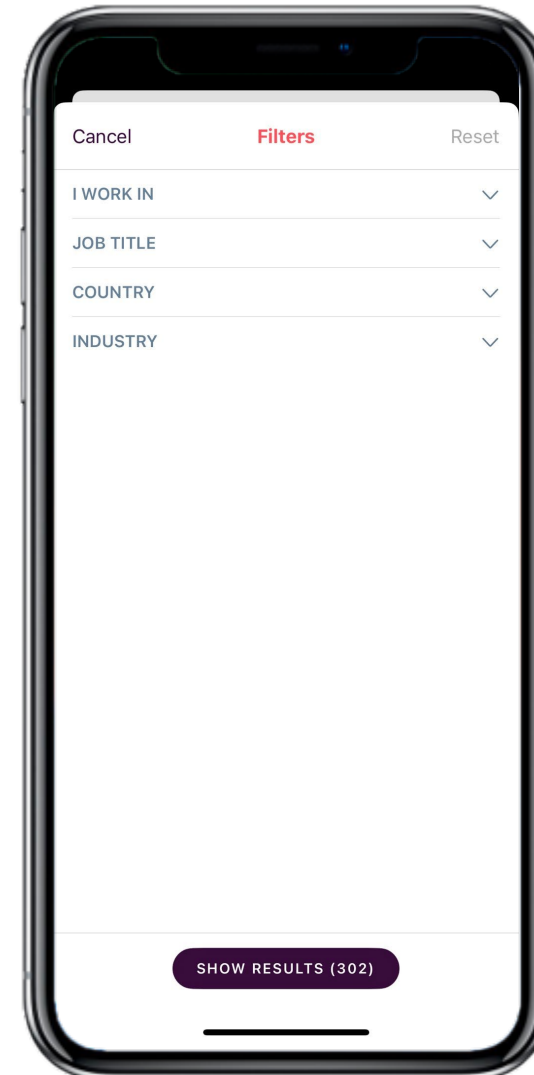 Cancel Filters Reset
I WORK IN
JOB TITLE
COUNTRY
INDUSTRY
SHOW RESULTS (302)